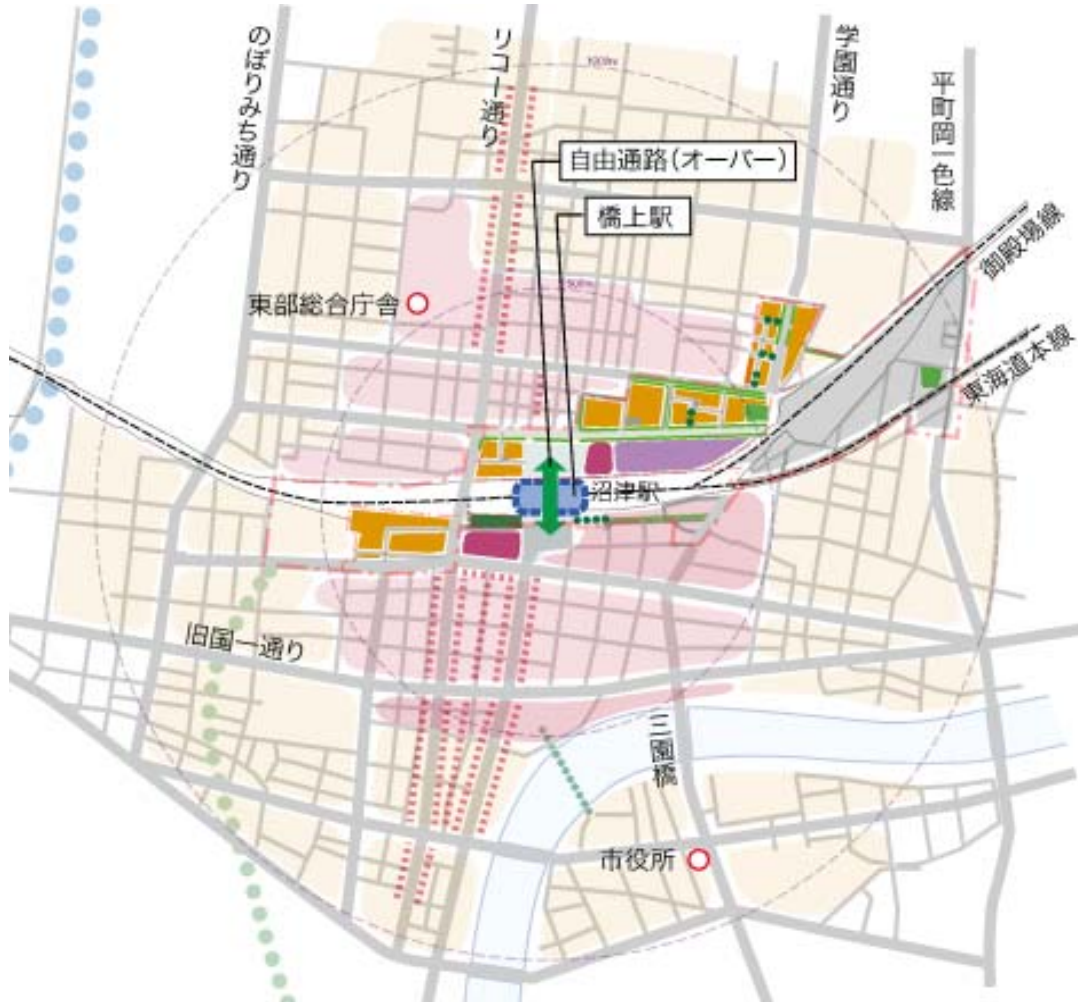 のぼりみち通り
リコー通り
学園通り
平町岡一色線
自由通路(オーバー)
橋上駅
御殿場線
東海道本線
東部総合庁舎
沼津駅
旧国一通り
三園橋
市役所